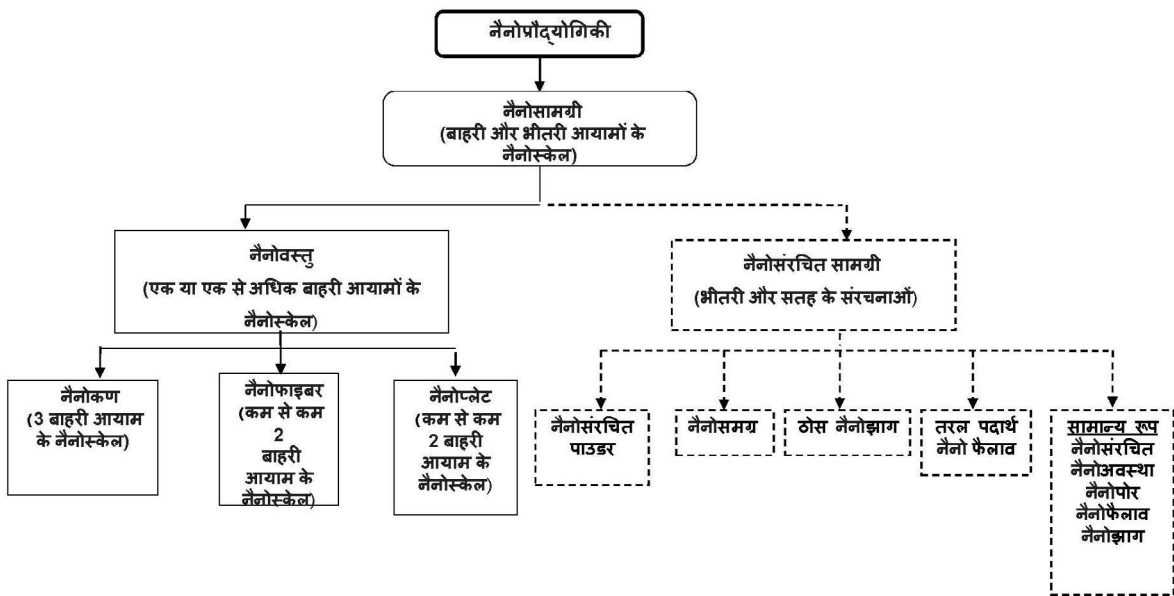 नैनोप्रौद्‌योगिकी
नैनोसामग्री
(बाहरी और भीतरी आयामों के
नैनोस्केल)
नैनोवस्तु
(एक या एक से अधिक बाहरी आयामों के
नैनोस्केल)
नैनोसंरचित सामग्री
(भीतरी और सतह के संरचनाओं)
नैनोकण
(3 बाहरी आयाम
के नैनोस्केल)
नैनोफाइबर
(कम से कम
2
बाहरी
आयाम के
नैनोस्केल)
नैनोप्लेट
(कम से कम
2 बाहरी
आयाम के
नैनोस्केल)
नैनोसंरचित
पाउडर
नैनोसमग्र
ठोस नैनोझाग
तरल पदार्थ
नैनो फैलाव
सामान्य रूप
नैनोसंरचित
नैनोअवस्था
नैनोपोर
नैनोफैलाव
नैनोझाग